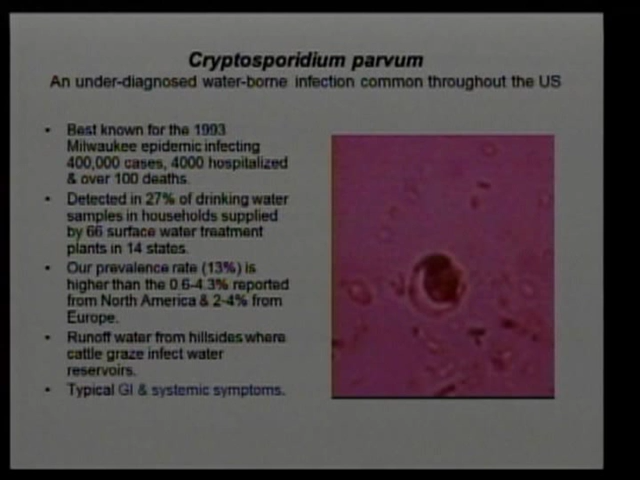 Cryptosporidium parvum
An under-diagnosed water-borne infection common throughout the US
• Best known for the 1993
Milwaukee epidemic infecting
400,000 cases, 4000 hospitalized
& over 100 deaths.
• Detected in 27% of drinking water
samples in households supplied
by 66 surface water treatment
plants in 14 states.
• Our prevalence rate (13%) is
higher than the 0.6-4.3% reported
from North America & 2-4% from
Europe.
• Runoff water from hillsides where
cattle graze infect water
reservoirs.
• Typical GI & systemic symptoms.